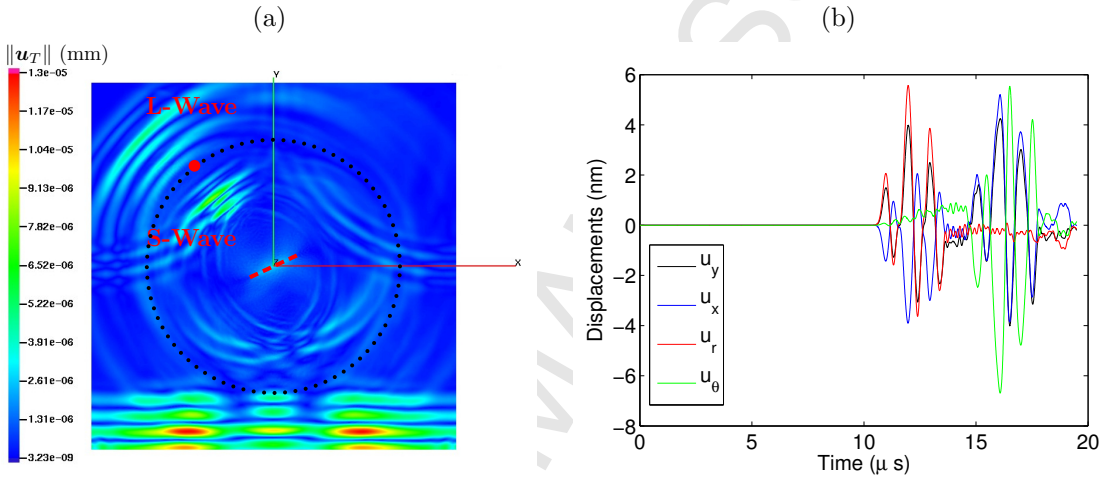 (a)
(b)
‖u_T‖ (mm)
1.3e-05
1.17e-05
1.04e-05
9.13e-06
7.82e-06
6.52e-06
5.22e-06
3.91e-06
2.61e-06
1.31e-06
3.23e-09
L-Wave
S-Wave
Y
X
Z
Displacements (nm)
6
4
2
0
−2
−4
−6
−8
u_y
u_x
u_r
u_θ
0
5
10
15
20
Time (μ s)